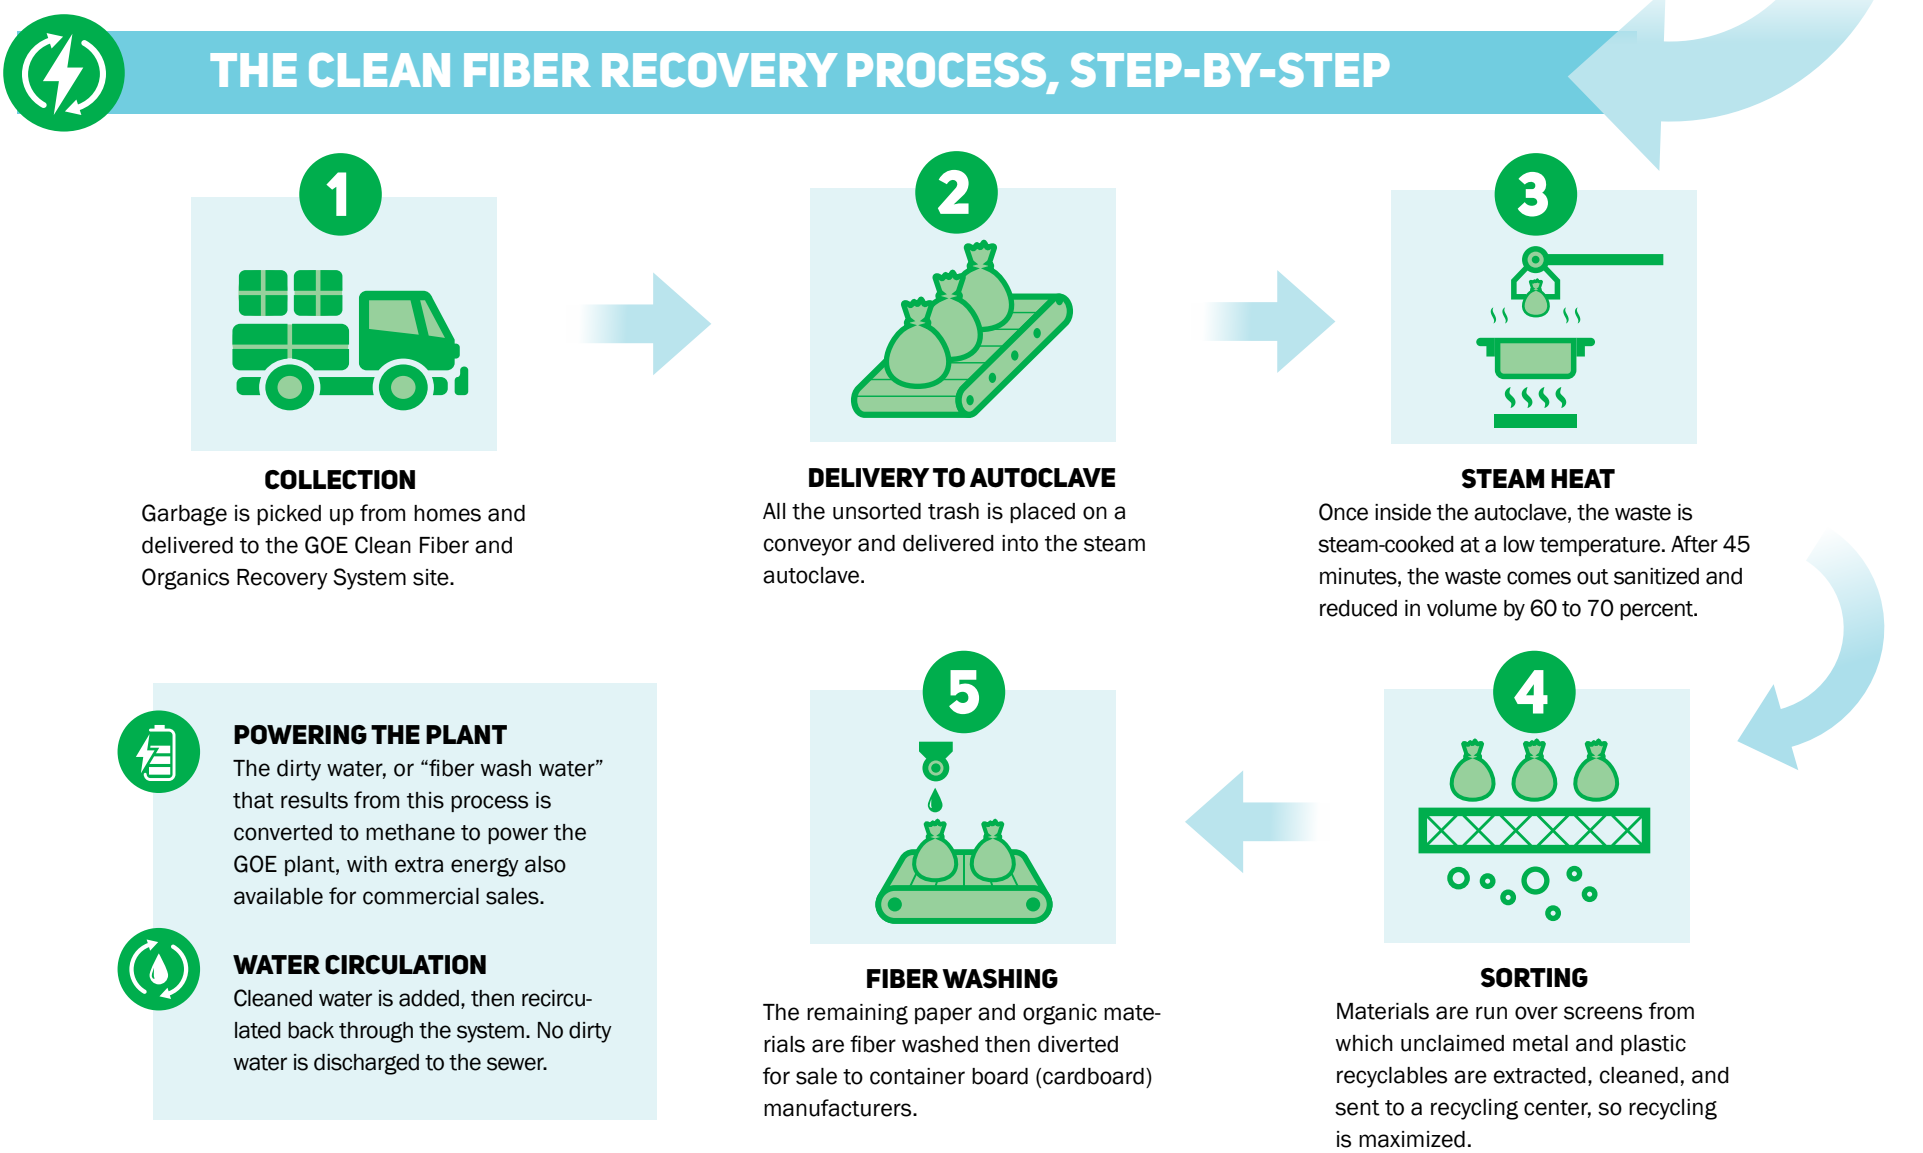 THE CLEAN FIBER RECOVERY PROCESS, STEP-BY-STEP
1
COLLECTION
Garbage is picked up from homes and
delivered to the GOE Clean Fiber and
Organics Recovery System site.
2
DELIVERY TO AUTOCLAVE
All the unsorted trash is placed on a
conveyor and delivered into the steam
autoclave.
3
STEAM HEAT
Once inside the autoclave, the waste is
steam-cooked at a low temperature. After 45
minutes, the waste comes out sanitized and
reduced in volume by 60 to 70 percent.
4
SORTING
Materials are run over screens from
which unclaimed metal and plastic
recyclables are extracted, cleaned, and
sent to a recycling center, so recycling
is maximized.
5
FIBER WASHING
The remaining paper and organic mate-
rials are fiber washed then diverted
for sale to container board (cardboard)
manufacturers.
POWERING THE PLANT
The dirty water, or “fiber wash water”
that results from this process is
converted to methane to power the
GOE plant, with extra energy also
available for commercial sales.
WATER CIRCULATION
Cleaned water is added, then recircu-
lated back through the system. No dirty
water is discharged to the sewer.